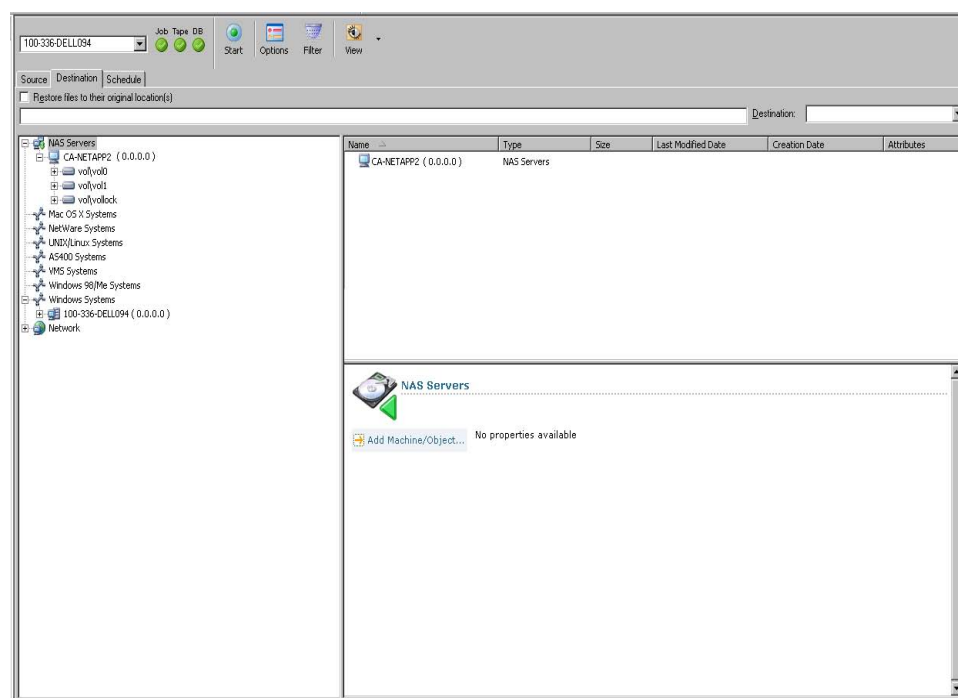 Job Tape DB
100-336-DELL094
Start Options Filter View
Source Destination Schedule
Restore files to their original location(s)
Destination:
NAS Servers
CA-NETAPP2 (0.0.0.0)
vol\vol0
vol\vol1
vol\vollock
Mac OS X Systems
NetWare Systems
UNIX/Linux Systems
AS400 Systems
VMS Systems
Windows 98/Me Systems
Windows Systems
100-336-DELL094 (0.0.0.0)
Network
Name Type Size Last Modified Date Creation Date Attributes
CA-NETAPP2 (0.0.0.0) NAS Servers
NAS Servers
Add Machine/Object... No properties available